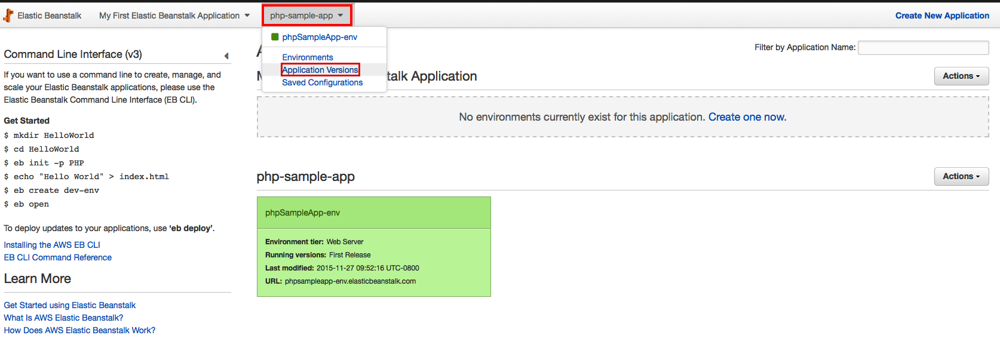 Elastic Beanstalk
My First Elastic Beanstalk Application
php-sample-app
Create New Application
phpSampleApp-env
Environments
Application Versions
Saved Configurations
Filter by Application Name:
Command Line Interface (v3)
If you want to use a command line to create, manage, and
scale your Elastic Beanstalk applications, please use the
Elastic Beanstalk Command Line Interface (EB CLI).
Get Started
$ mkdir HelloWorld
$ cd HelloWorld
$ eb init -p PHP
$ echo "Hello World" > index.html
$ eb create dev-env
$ eb open
To deploy updates to your applications, use ‘eb deploy’.
Installing the AWS EB CLI
EB CLI Command Reference
Learn More
Get Started using Elastic Beanstalk
What Is AWS Elastic Beanstalk?
How Does AWS Elastic Beanstalk Work?
talk Application
Actions
No environments currently exist for this application. Create one now.
php-sample-app
Actions
phpSampleApp-env
Environment tier: Web Server
Running versions: First Release
Last modified: 2015-11-27 09:52:16 UTC-0800
URL: phpsampleapp-env.elasticbeanstalk.com